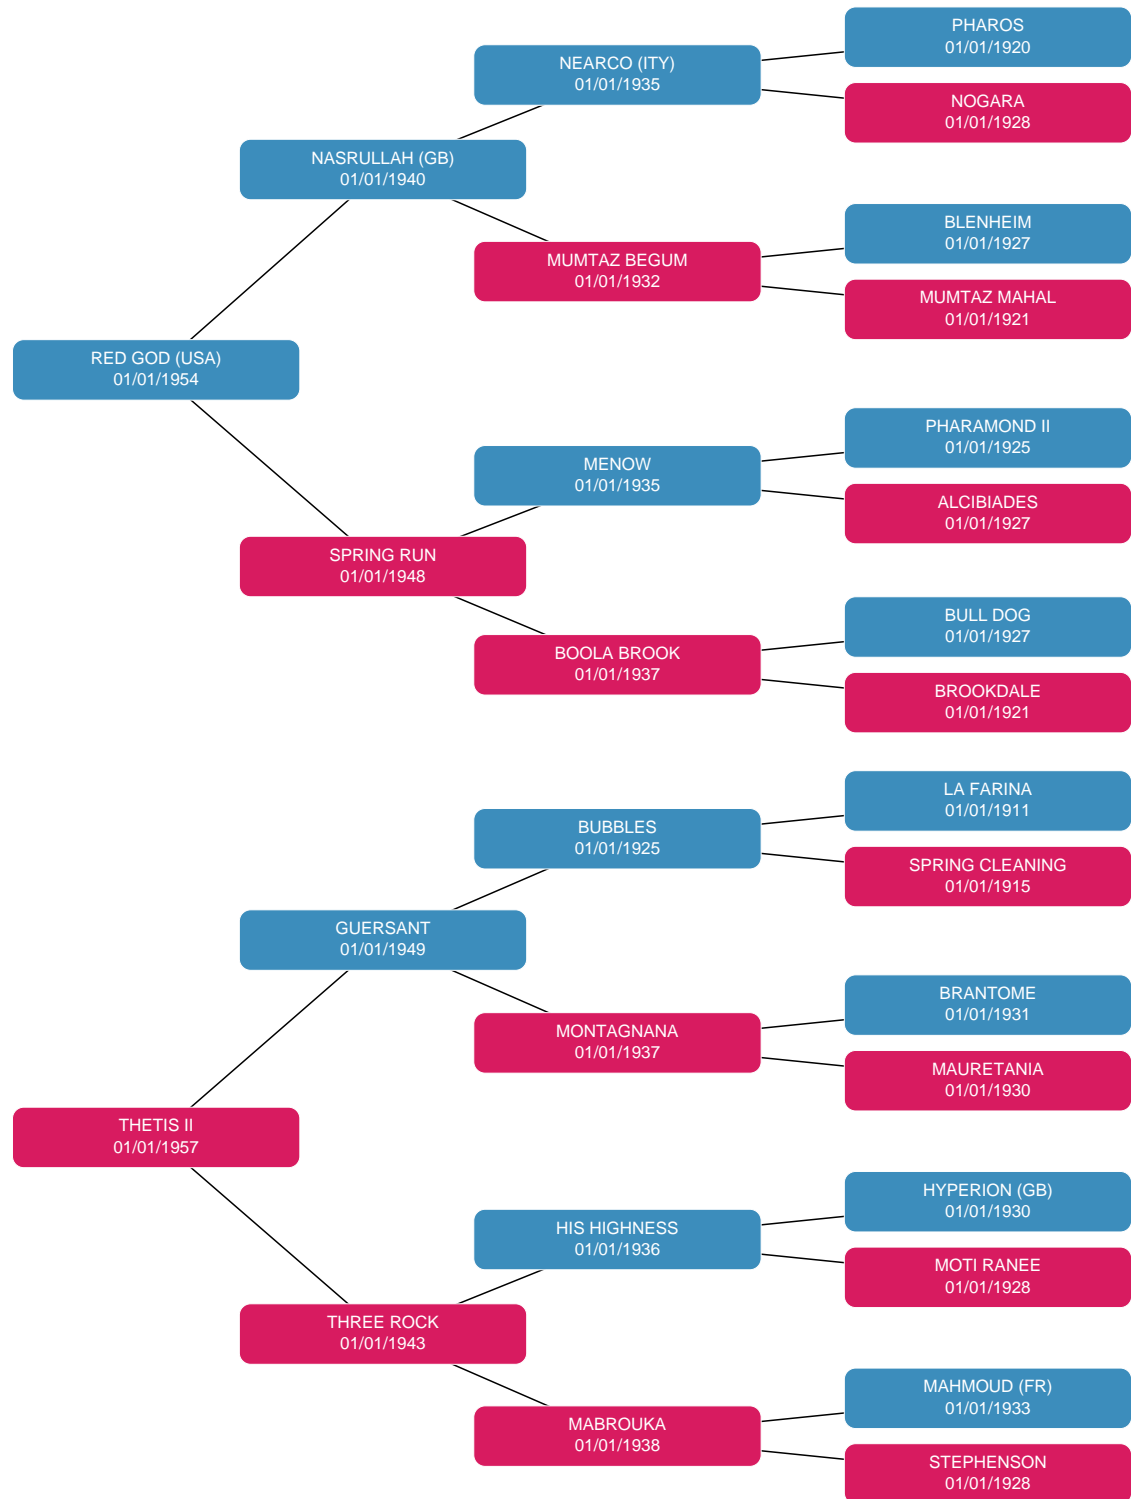 PHAROS
01/01/1920
NEARCO (ITY)
01/01/1935
NOGARA
01/01/1928
NASRULLAH (GB)
01/01/1940
BLENHEIM
01/01/1927
MUMTAZ BEGUM
01/01/1932
MUMTAZ MAHAL
01/01/1921
RED GOD (USA)
01/01/1954
PHARAMOND II
01/01/1925
MENOW
01/01/1935
ALCIBIADES
01/01/1927
SPRING RUN
01/01/1948
BULL DOG
01/01/1927
BOOLA BROOK
01/01/1937
BROOKDALE
01/01/1921
LA FARINA
01/01/1911
BUBBLES
01/01/1925
SPRING CLEANING
01/01/1915
GUERSANT
01/01/1949
BRANTOME
01/01/1931
MONTAGNANA
01/01/1937
MAURETANIA
01/01/1930
THETIS II
01/01/1957
HYPERION (GB)
01/01/1930
HIS HIGHNESS
01/01/1936
MOTI RANEE
01/01/1928
THREE ROCK
01/01/1943
MAHMOUD (FR)
01/01/1933
MABROUKA
01/01/1938
STEPHENSON
01/01/1928